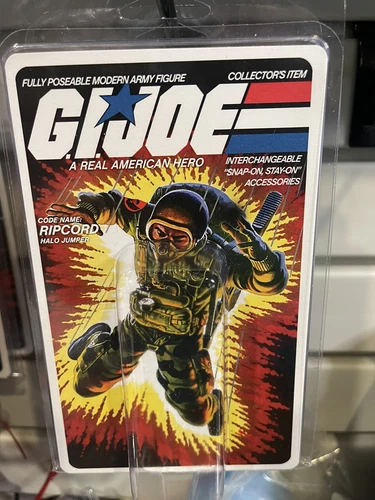 FULLY POSEABLE MODERN ARMY FIGURE
COLLECTOR'S ITEM
G.I.JOE
A REAL AMERICAN HERO
INTERCHANGEABLE
"SNAP-ON, STAY-ON"
ACCESSORIES
CODE NAME:
RIPCORD
HALO JUMPER